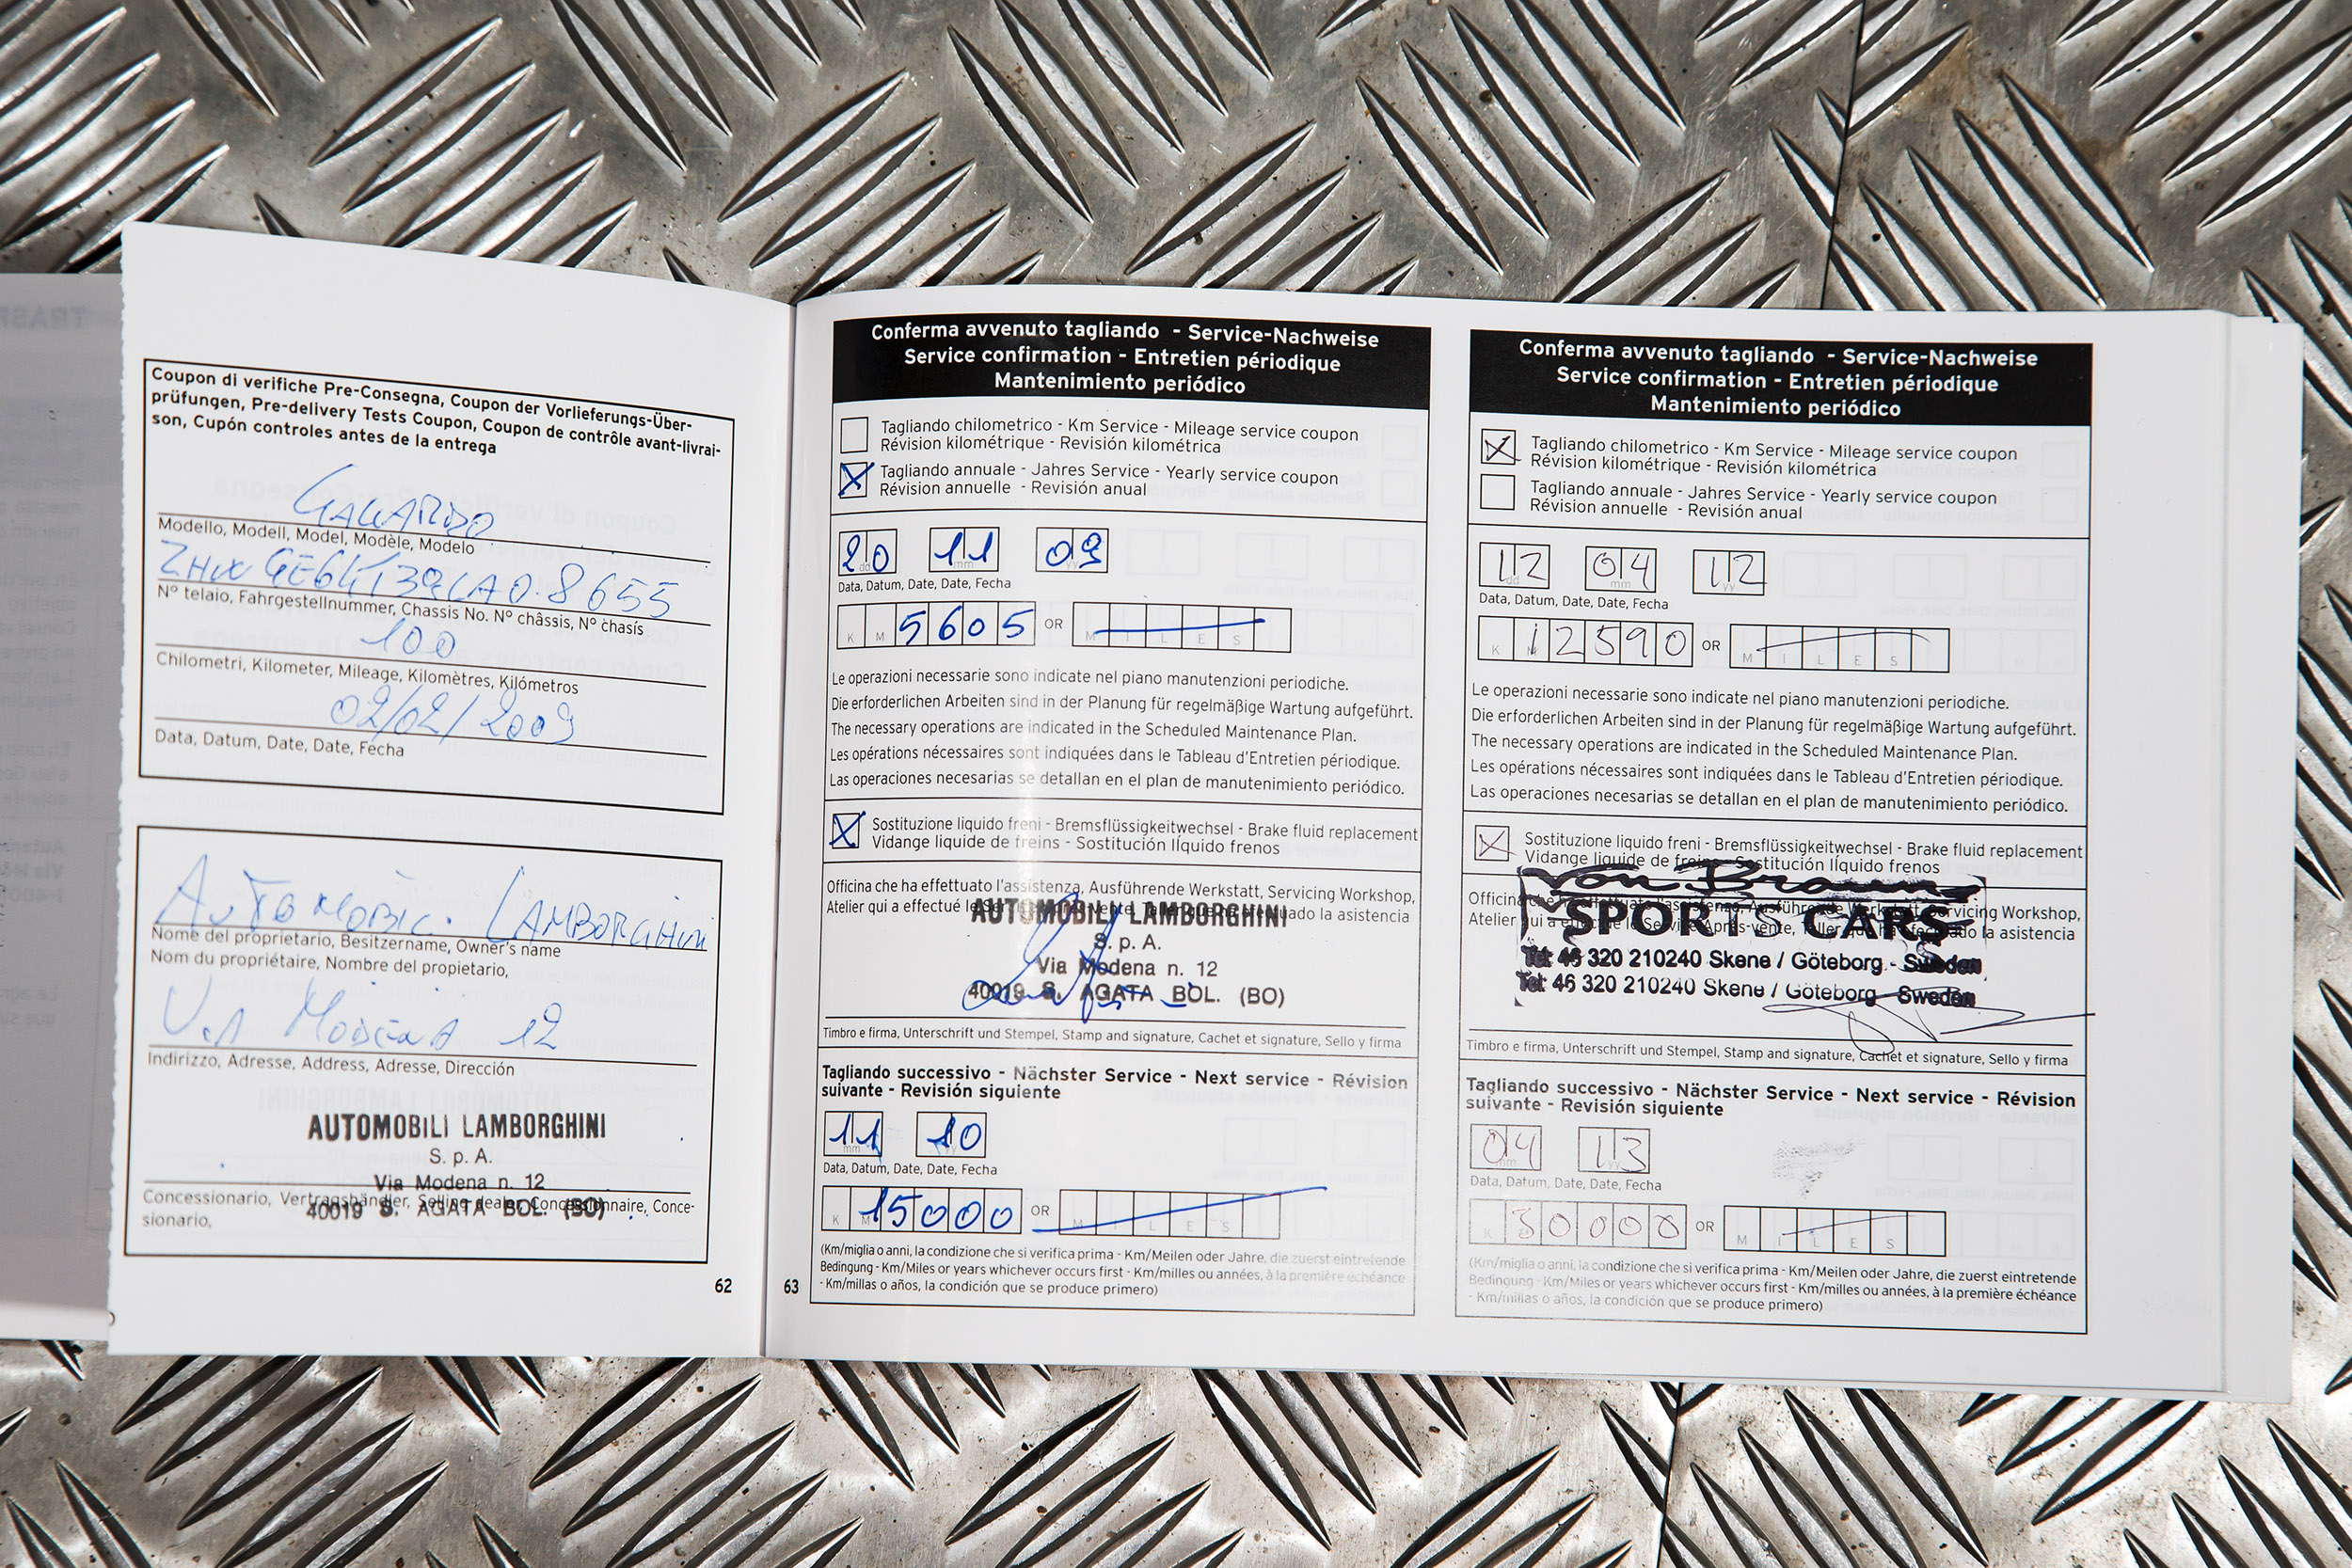 Coupon di verifiche Pre-Consegna, Coupon der Vorlieferungs-Über-
prüfungen, Pre-delivery Tests Coupon, Coupon de contrôle avant-livrai-
son, Cupón controles antes de la entrega
GALLARDO
Modello, Modell, Model, Modèle, Modelo
N° telaio, Fahrgestellnummer, Chassis No. N° châssis, N° chasís
100
Chilometri, Kilometer, Mileage, Kilomètres, Kilómetros
02/02/2009
Data, Datum, Date, Date, Fecha
AUTOMOBILI LAMBORGHINI
Nome del proprietario, Besitzername, Owner's name
Nom du propriétaire, Nombre del propietario,
VIA MODENA 12
Indirizzo, Adresse, Address, Adresse, Dirección
AUTOMOBILI LAMBORGHINI
S. p. A.
Via Modena n. 12
Concessionario, Vertragshändler, Selling dealer, Concessionnaire, Conce-
40019 S. AGATA BOL. (BO)
sionario,
62
Conferma avvenuto tagliando - Service-Nachweise
Service confirmation - Entretien périodique
Mantenimiento periódico
Tagliando chilometrico - Km Service - Mileage service coupon
Révision kilométrique - Revisión kilométrica
X Tagliando annuale - Jahres Service - Yearly service coupon
Révision annuelle - Revisión anual
20 11 09
Data, Datum, Date, Date, Fecha
K M 5605 OR M I L E S
Le operazioni necessarie sono indicate nel piano manutenzioni periodiche.
Die erforderlichen Arbeiten sind in der Planung für regelmäßige Wartung aufgeführt.
The necessary operations are indicated in the Scheduled Maintenance Plan.
Les opérations nécessaires sont indiquées dans le Tableau d'Entretien périodique.
Las operaciones necesarias se detallan en el plan de manutenimiento periódico.
X Sostituzione liquido freni - Bremsflüssigkeitwechsel - Brake fluid replacement
Vidange liquide de freins - Sostitución líquido frenos
Officina che ha effettuato l'assistenza, Ausführende Werkstatt, Servicing Workshop,
Atelier qui a effectué le
AUTOMOBILI LAMBORGHINI
S. p. A.
Via Modena n. 12
40019 S. AGATA BOL. (BO)
Timbro e firma, Unterschrift und Stempel, Stamp and signature, Cachet et signature, Sello y firma
Tagliando successivo - Nächster Service - Next service - Révision
suivante - Revisión siguiente
11 10
Data, Datum, Date, Date, Fecha
K M 15000 OR M I L E S
(Km/miglia o anni, la condizione che si verifica prima - Km/Meilen oder Jahre, die zuerst eintretende
Bedingung - Km/Miles or years whichever occurs first - Km/milles ou années, à la première échéance
- Km/millas o años, la condición que se produce primero)
63
Conferma avvenuto tagliando - Service-Nachweise
Service confirmation - Entretien périodique
Mantenimiento periódico
X Tagliando chilometrico - Km Service - Mileage service coupon
Révision kilométrique - Revisión kilométrica
Tagliando annuale - Jahres Service - Yearly service coupon
Révision annuelle - Revisión anual
12 04 12
Data, Datum, Date, Date, Fecha
K M 12590 OR M I L E S
Le operazioni necessarie sono indicate nel piano manutenzioni periodiche.
Die erforderlichen Arbeiten sind in der Planung für regelmäßige Wartung aufgeführt.
The necessary operations are indicated in the Scheduled Maintenance Plan.
Les opérations nécessaires sont indiquées dans le Tableau d'Entretien périodique.
Las operaciones necesarias se detallan en el plan de manutenimiento periódico.
X Sostituzione liquido freni - Bremsflüssigkeitwechsel - Brake fluid replacement
Vidange liquide de freins - Sostitución líquido frenos
Von Braun
SPORTS CARS
Tel: 46 320 210240 Skene / Göteborg - Sweden
Tel: 46 320 210240 Skene / Göteborg - Sweden
Timbro e firma, Unterschrift und Stempel, Stamp and signature, Cachet et signature, Sello y firma
Tagliando successivo - Nächster Service - Next service - Révision
suivante - Revisión siguiente
04 13
Data, Datum, Date, Date, Fecha
K 30000 OR M I L E S
(Km/miglia o anni, la condizione che si verifica prima - Km/Meilen oder Jahre, die zuerst eintretende
Bedingung - Km/Miles or years whichever occurs first - Km/milles ou années, à la première échéance
- Km/millas o años, la condición que se produce primero)